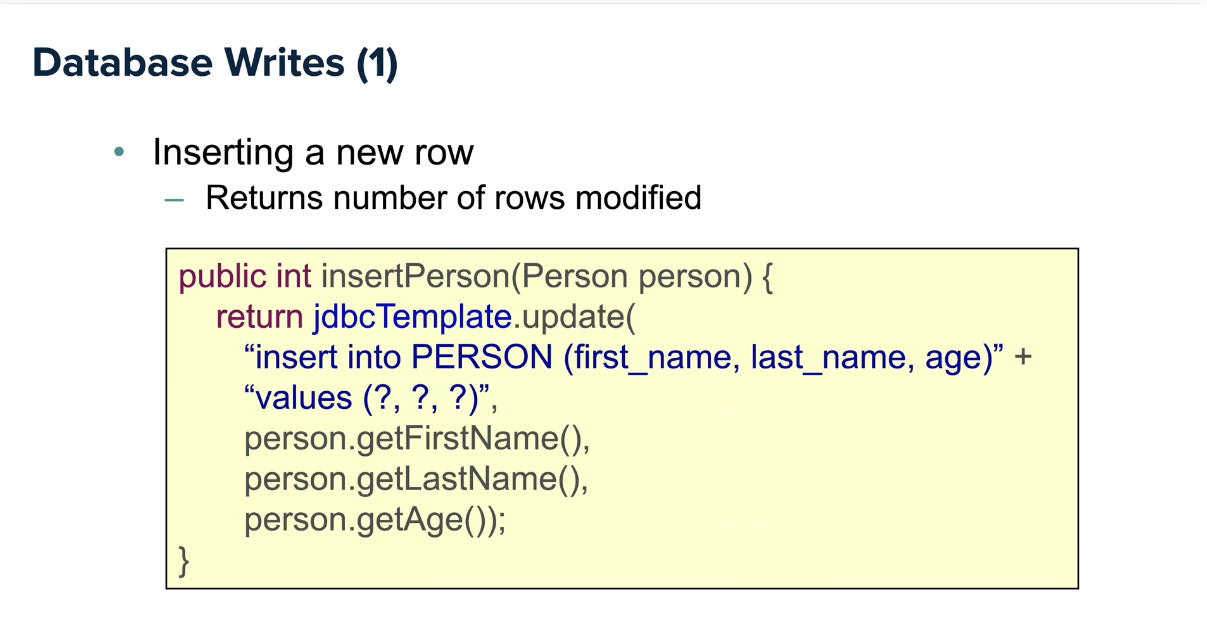 Database Writes (1)
• Inserting a new row
– Returns number of rows modified
public int insertPerson(Person person) {
return jdbcTemplate.update(
“insert into PERSON (first_name, last_name, age)” +
“values (?, ?, ?)”,
person.getFirstName(),
person.getLastName(),
person.getAge());
}